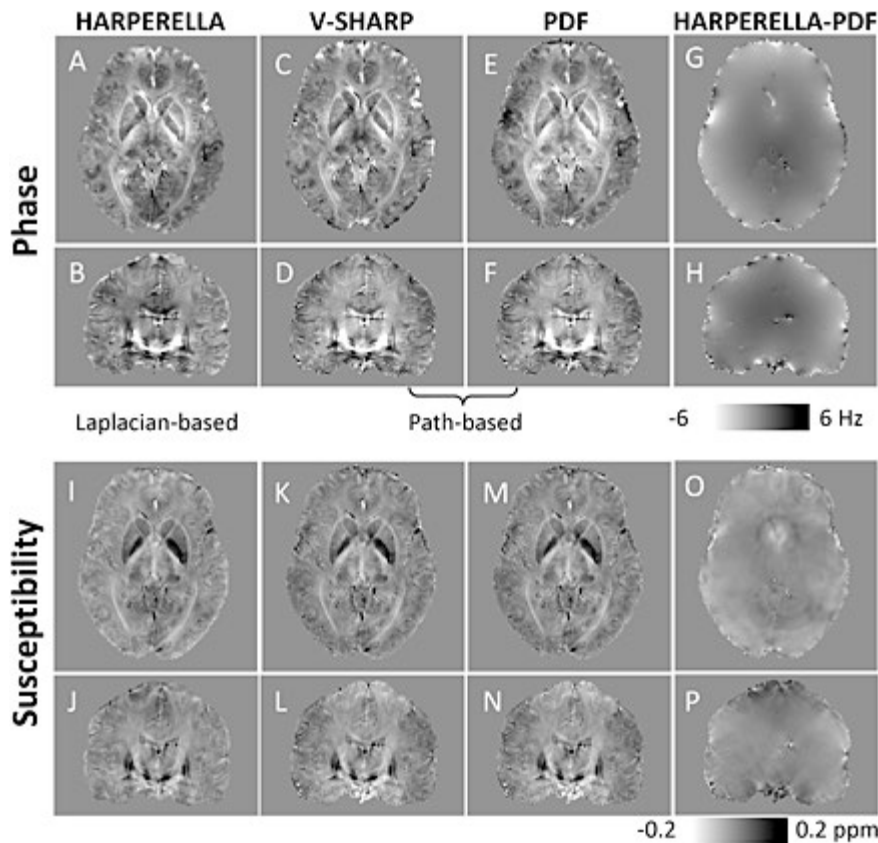 HARPERELLA V-SHARP PDF HARPERELLA-PDF
A C E G
Phase
B D F H
Laplacian-based Path-based -6 6 Hz
I K M O
Susceptibility
J L N P
-0.2 0.2 ppm